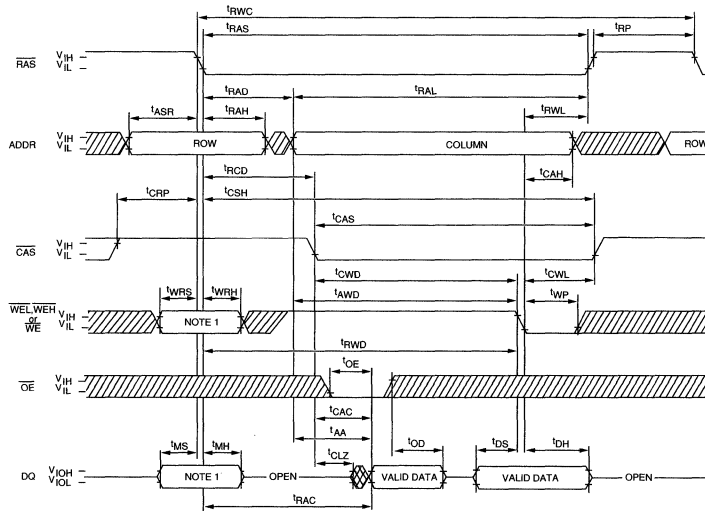 tRWC
tRAS tRP
RAS VIH VIL
tRAD tRAL
tASR tRAH tRWL
ADDR VIH VIL ROW COLUMN ROW
tRCD tCAH
tCRP tCSH
tCAS
CAS VIH VIL
tCWD tCWL
tWRS tWRH tAWD tWP
WEL,WEH or WE VIH VIL NOTE 1
tRWD
tOE
OE VIH VIL
tCAC
tAA
tMS tMH tCLZ tOD tDS tDH
DQ VIOH VIOL NOTE 1 OPEN VALID DATA VALID DATA OPEN
tRAC